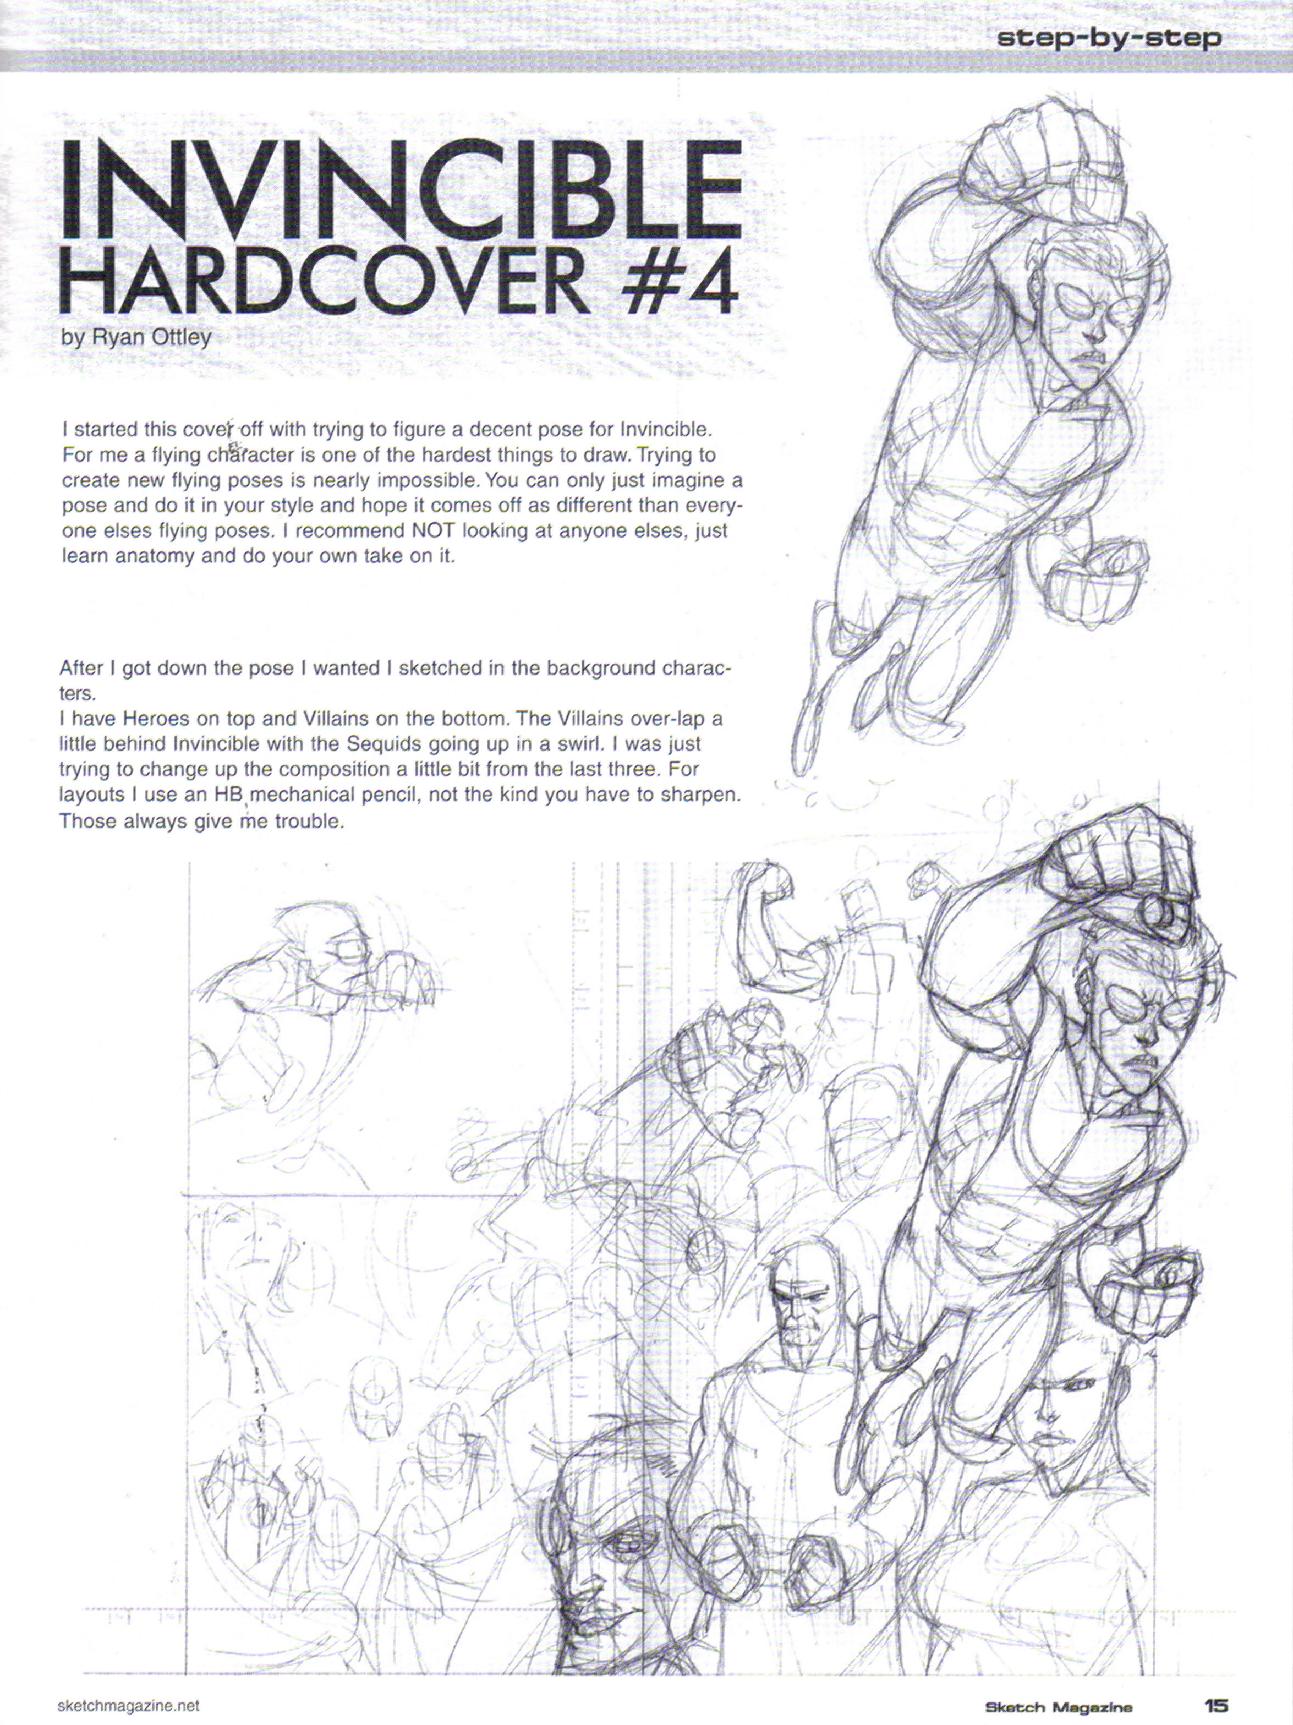 step-by-step
INVINCIBLE
HARDCOVER #4
by Ryan Ottley
I started this cover off with trying to figure a decent pose for Invincible.
For me a flying character is one of the hardest things to draw. Trying to
create new flying poses is nearly impossible. You can only just imagine a
pose and do it in your style and hope it comes off as different than every-
one elses flying poses. I recommend NOT looking at anyone elses, just
learn anatomy and do your own take on it.
After I got down the pose I wanted I sketched in the background charac-
ters.
I have Heroes on top and Villains on the bottom. The Villains over-lap a
little behind Invincible with the Sequids going up in a swirl. I was just
trying to change up the composition a little bit from the last three. For
layouts I use an HB mechanical pencil, not the kind you have to sharpen.
Those always give me trouble.
sketchmagazine.net
Sketch Magazine
15